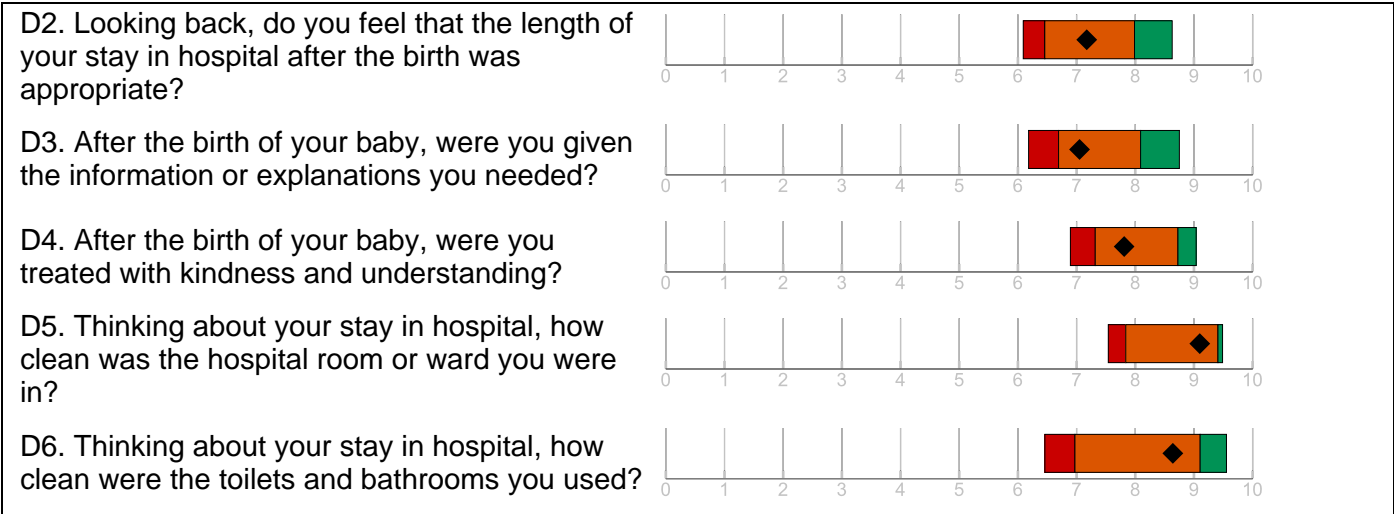 D2. Looking back, do you feel that the length of
your stay in hospital after the birth was
appropriate?
0 1 2 3 4 5 6 7 8 9 10
D3. After the birth of your baby, were you given
the information or explanations you needed?
0 1 2 3 4 5 6 7 8 9 10
D4. After the birth of your baby, were you
treated with kindness and understanding?
0 1 2 3 4 5 6 7 8 9 10
D5. Thinking about your stay in hospital, how
clean was the hospital room or ward you were
in?
0 1 2 3 4 5 6 7 8 9 10
D6. Thinking about your stay in hospital, how
clean were the toilets and bathrooms you used?
0 1 2 3 4 5 6 7 8 9 10